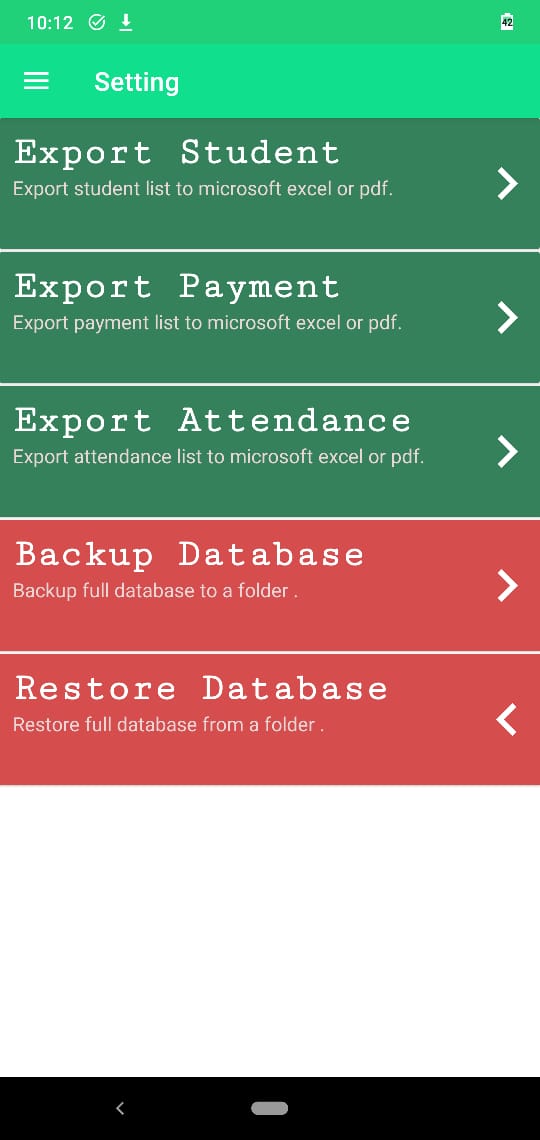 10:12
42
Setting
Export Student
Export student list to microsoft excel or pdf.
Export Payment
Export payment list to microsoft excel or pdf.
Export Attendance
Export attendance list to microsoft excel or pdf.
Backup Database
Backup full database to a folder .
Restore Database
Restore full database from a folder .